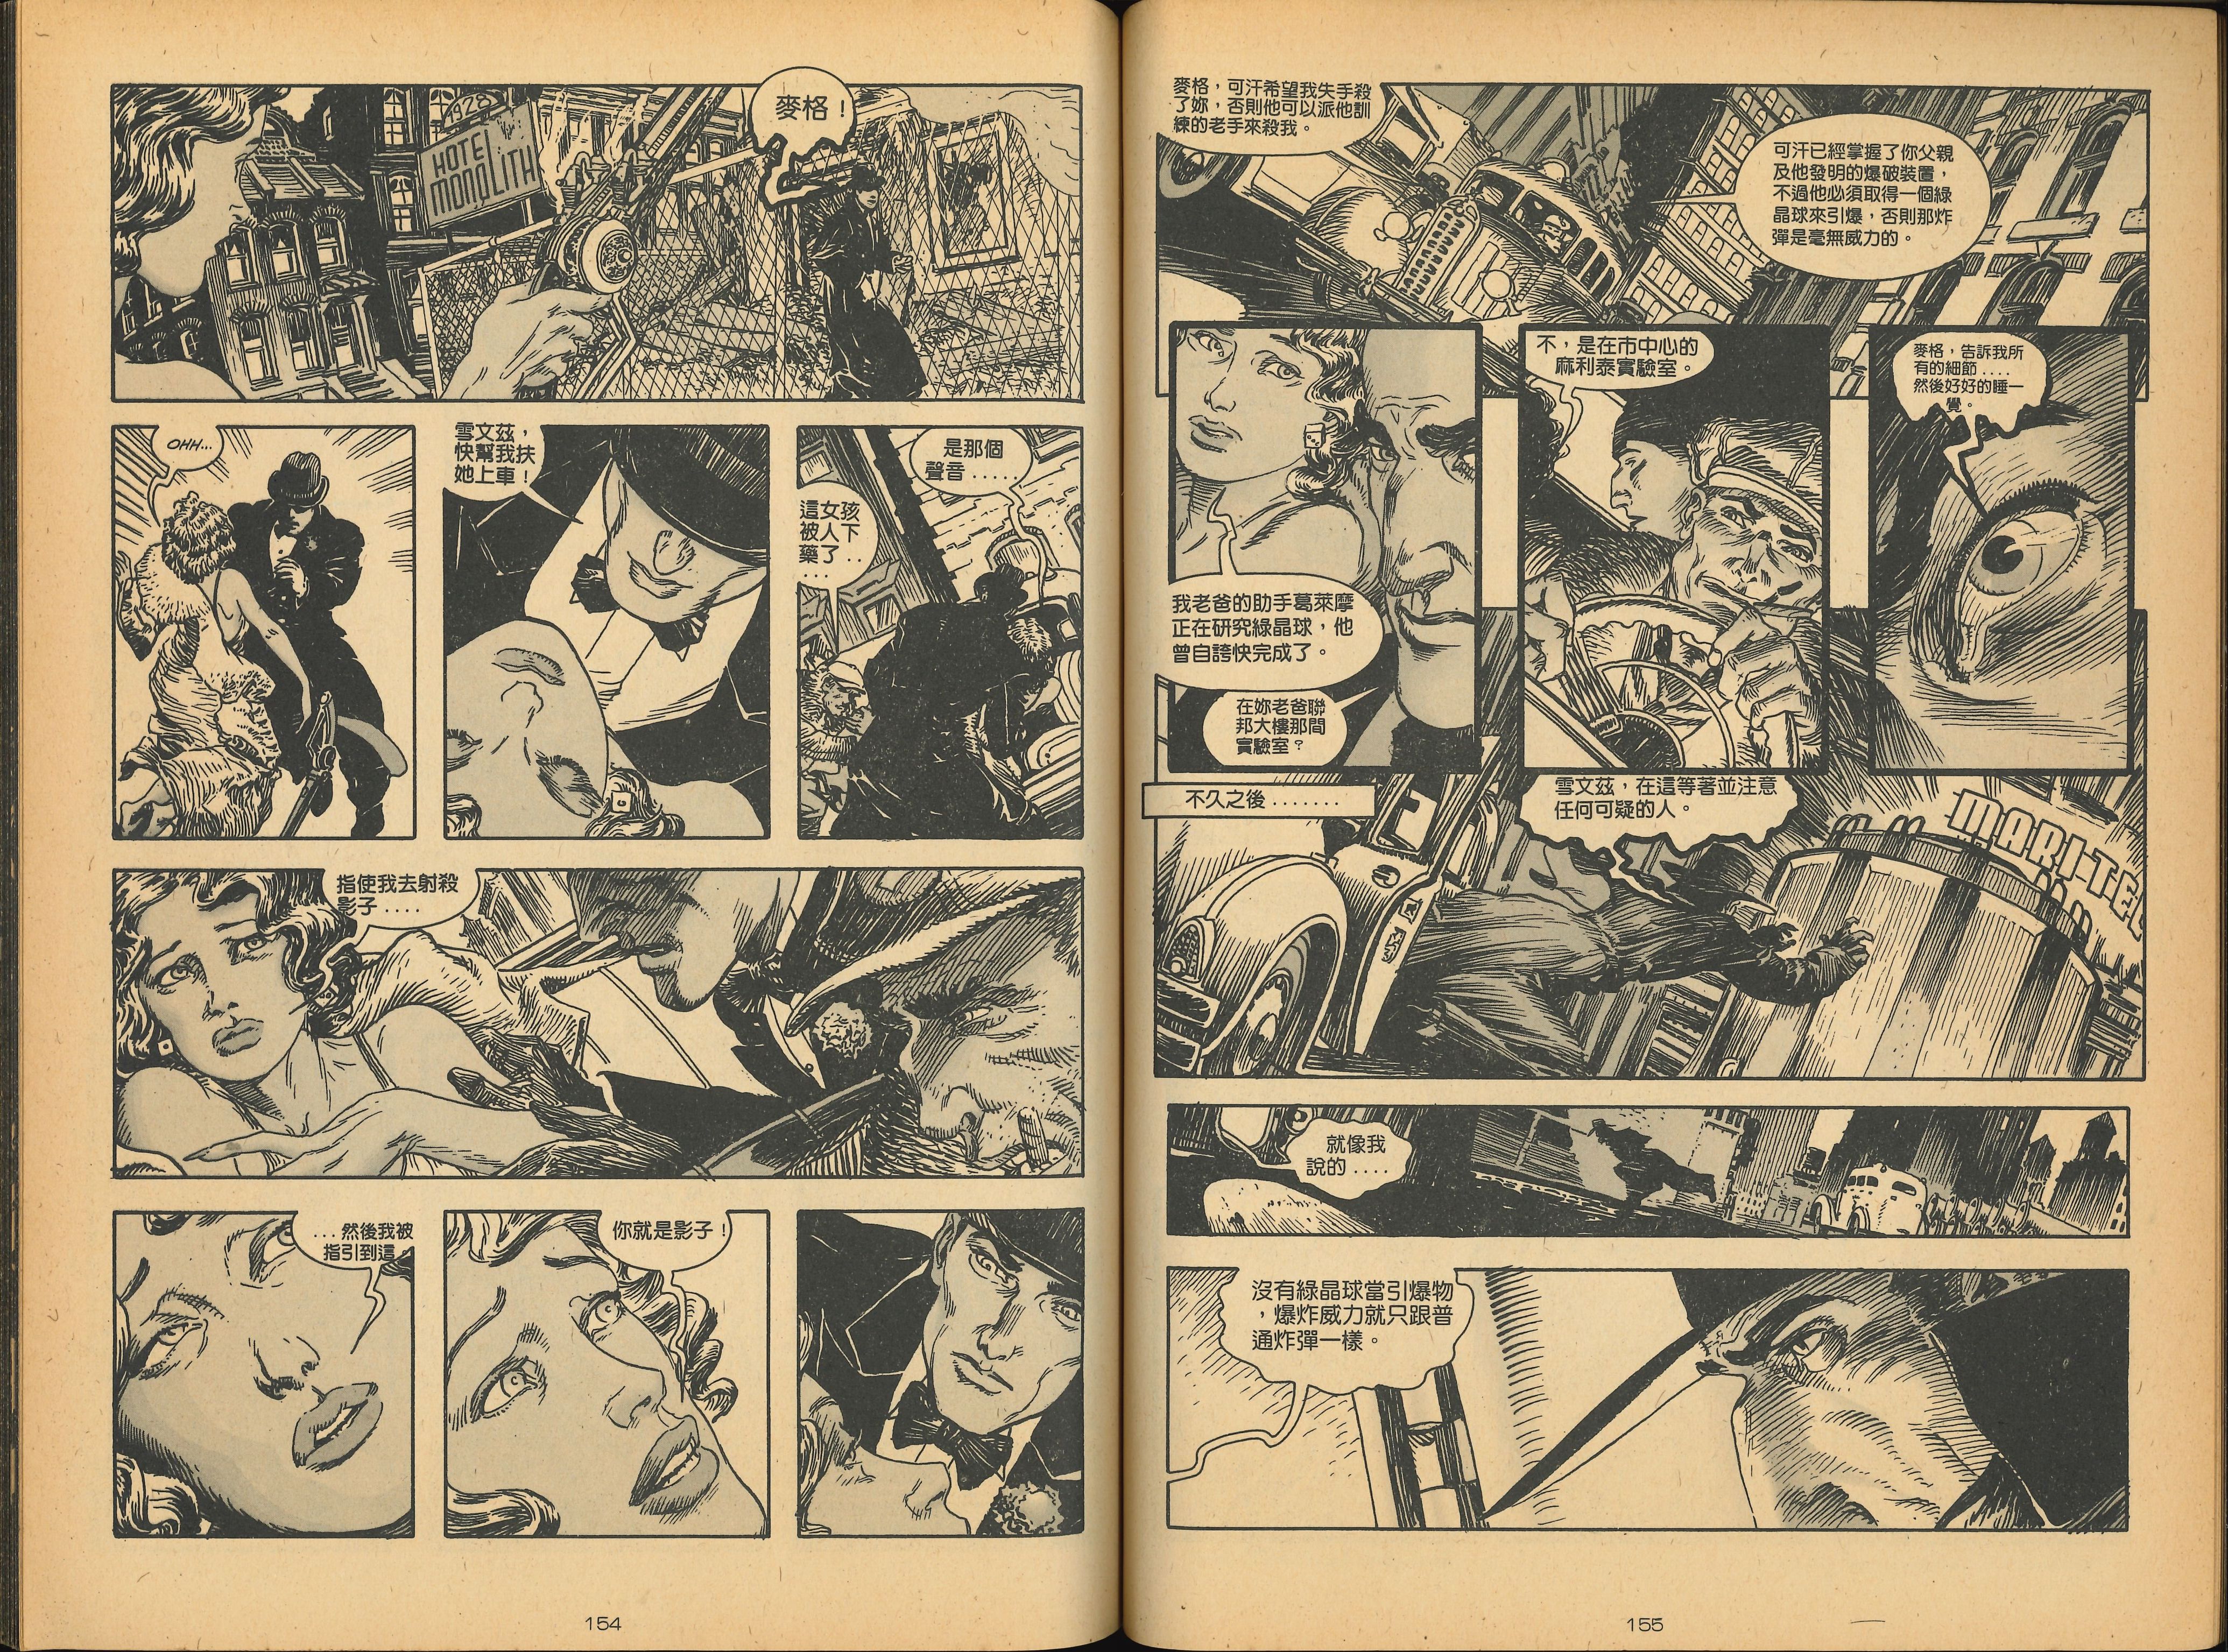 1928
HOTEL
MONOLITH
麥格！
OHH...
雪文茲，
快幫我扶
她上車！
是那個
聲音.....
這女孩
被人下
藥了..
...
指使我去射殺
影子....
...然後我被
指引到這。
你就是影子！
154
麥格，可汗希望我失手殺
了妳，否則他可以派他訓
練的老手來殺我。
可汗已經掌握了你父親
及他發明的爆破裝置，
不過他必須取得一個綠
晶球來引爆，否則那炸
彈是毫無威力的。
我老爸的助手葛萊摩
正在研究綠晶球，他
曾自誇快完成了。
在妳老爸聯
邦大樓那間
實驗室？
不，是在市中心的
麻利泰實驗室。
麥格，告訴我所
有的細節....
然後好好的睡一
覺。
不久之後.......
雪文茲，在這等著並注意
任何可疑的人。
MARI-TEC
就像我
說的....
沒有綠晶球當引爆物
，爆炸威力就只跟普
通炸彈一樣。
155